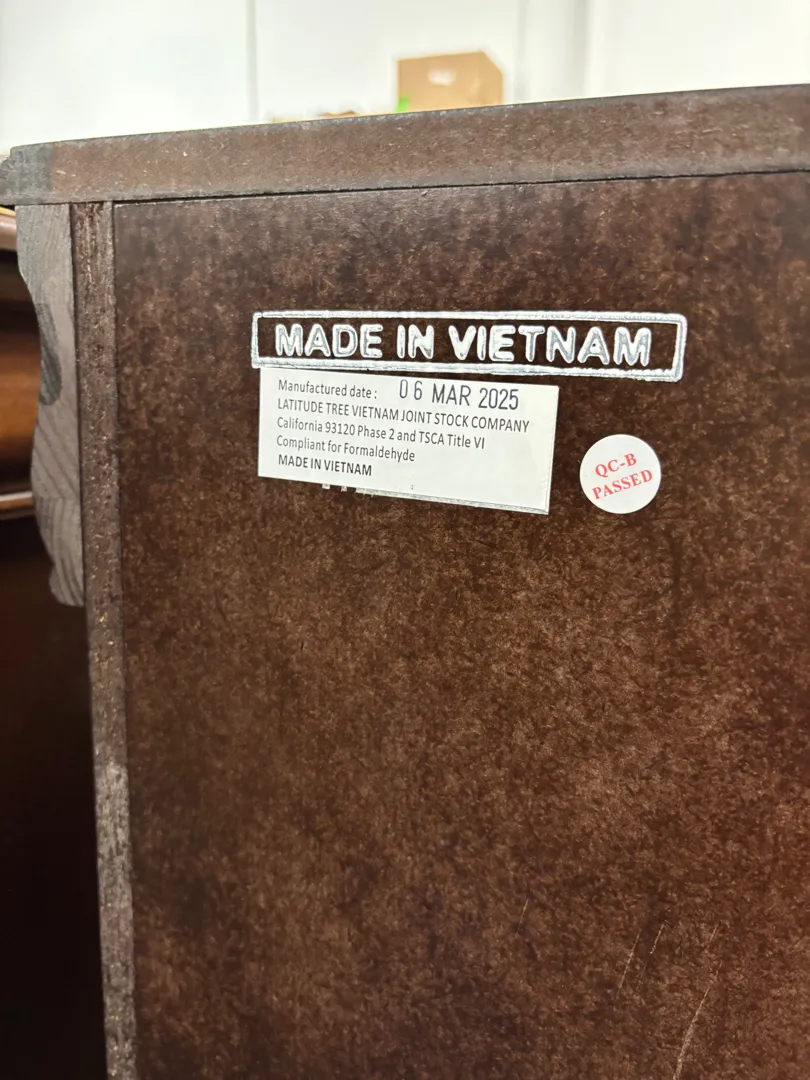 MADE IN VIETNAM
Manufactured date : 06 MAR 2025
LATITUDE TREE VIETNAM JOINT STOCK COMPANY
California 93120 Phase 2 and TSCA Title VI
Compliant for Formaldehyde
MADE IN VIETNAM
QC-B
PASSED